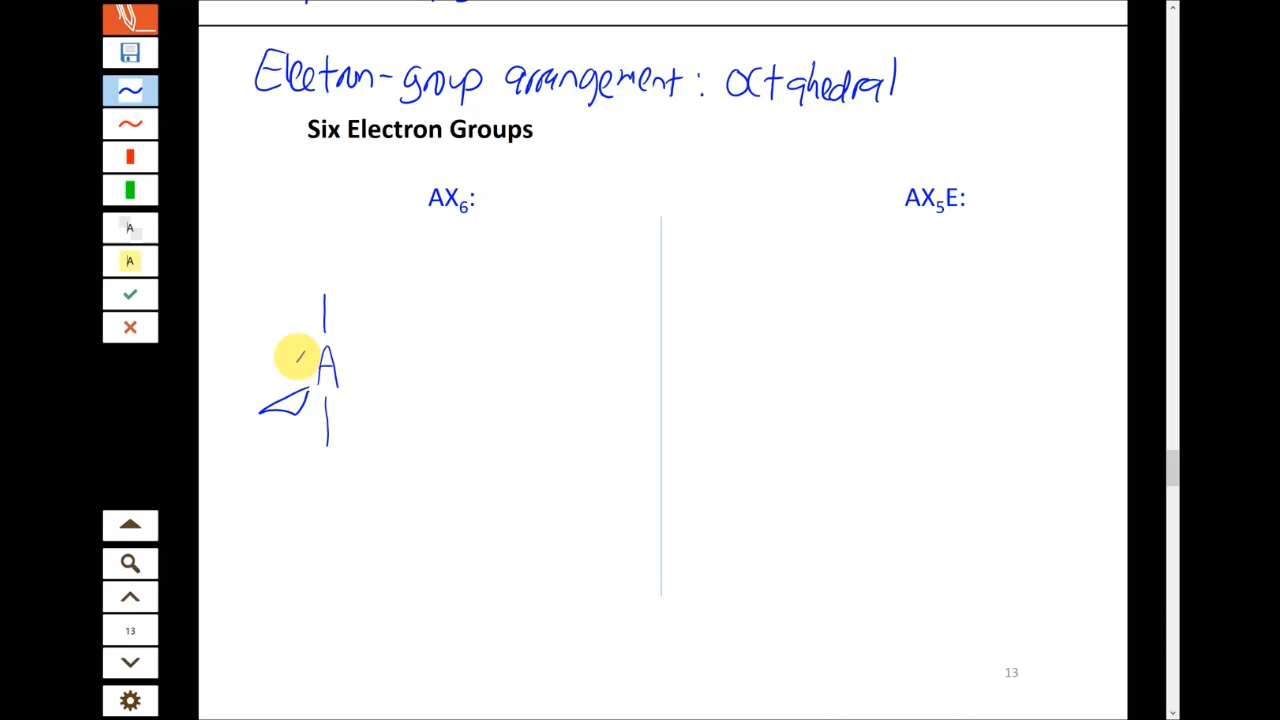 Electron-group arrangement: octahedral
Six Electron Groups
AX₆: AX₅E:
A
A
A
13
13